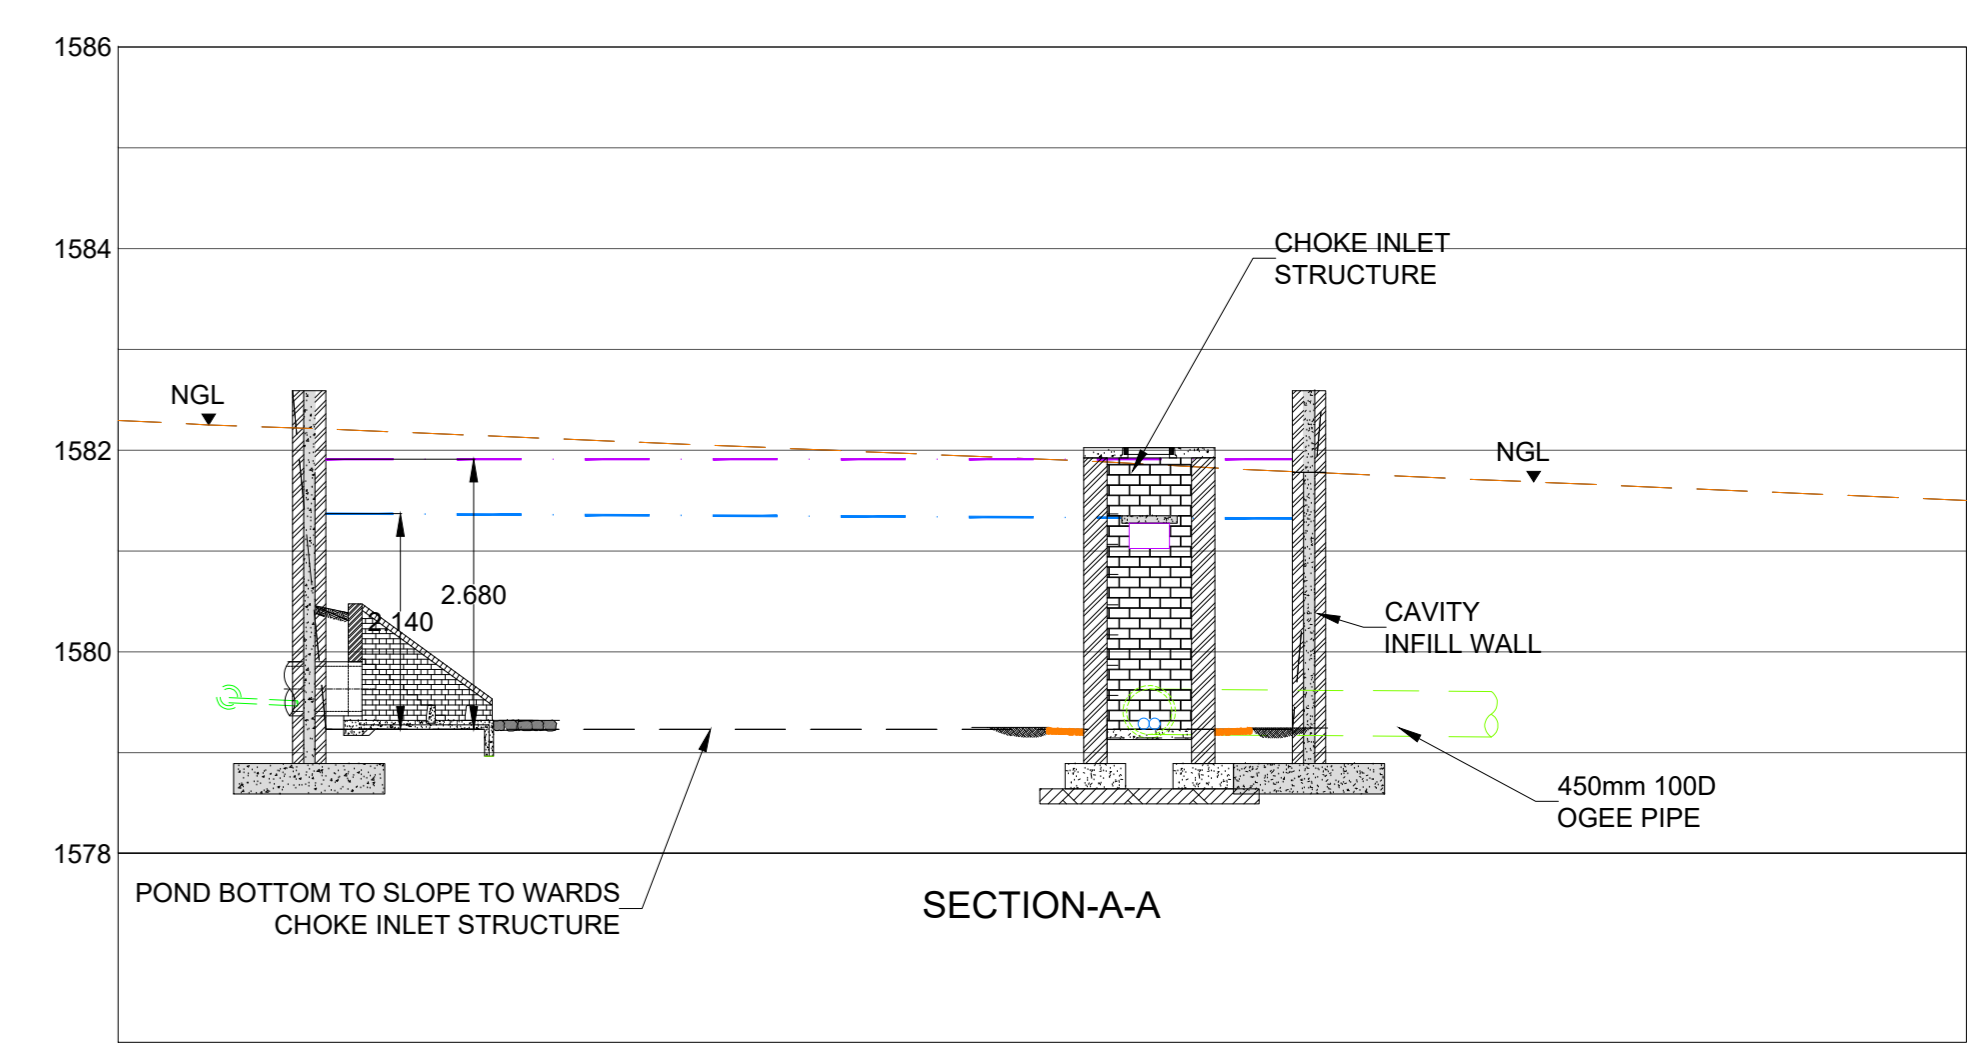 1586
1584
CHOKE INLET
STRUCTURE
NGL
1582
NGL
2.680
2.140
CAVITY
INFILL WALL
1580
450mm 100D
OGEE PIPE
1578
POND BOTTOM TO SLOPE TO WARDS
CHOKE INLET STRUCTURE
SECTION-A-A